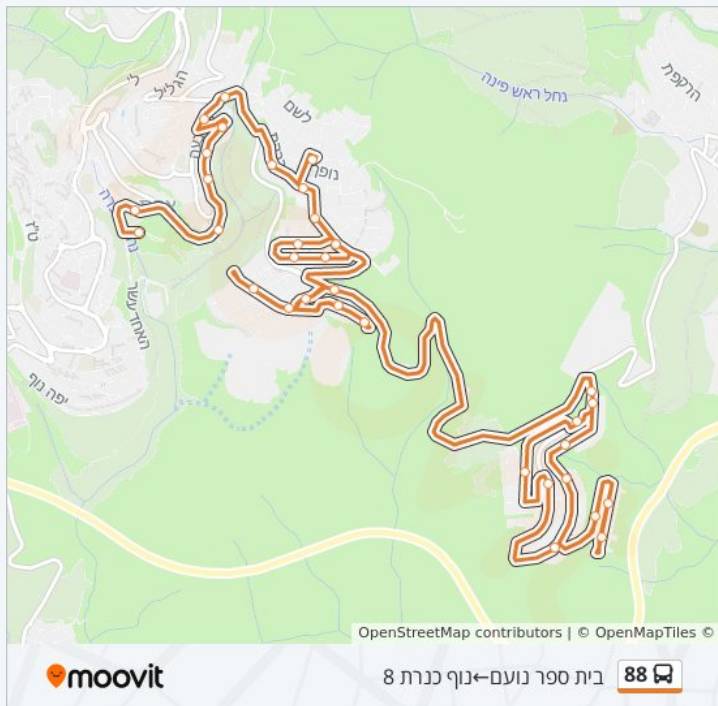 הרקפת
נחל ראש פינה
הגליל
לשם
נופך
יפה נוף
האחד
OpenStreetMap contributors | © OpenMapTiles ©
moovit
בית ספר נועם←נוף כנרת 8
88